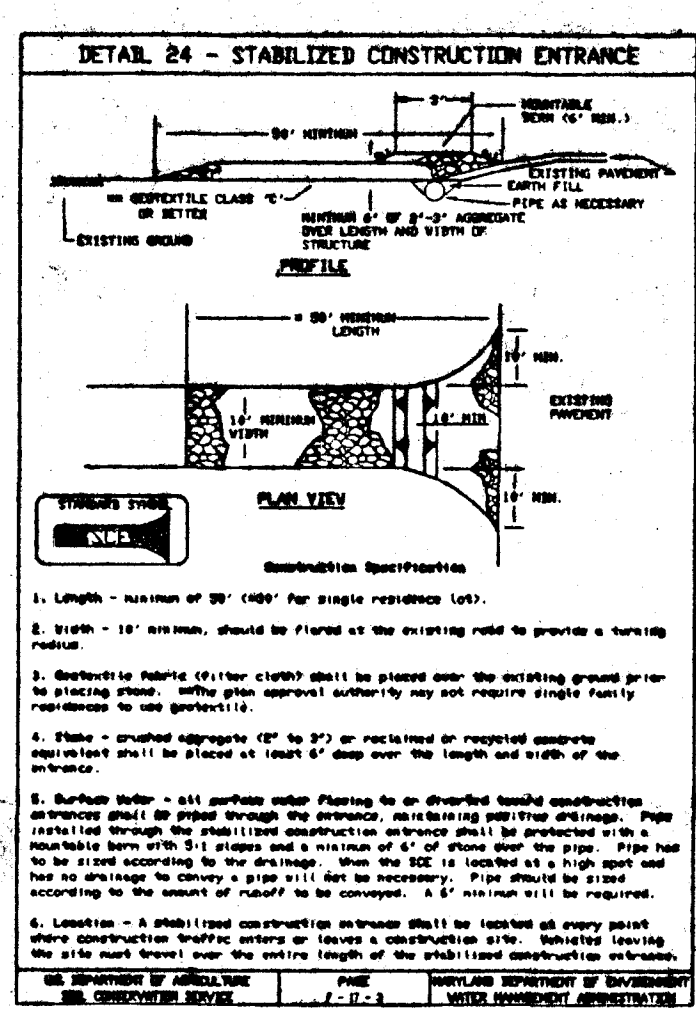 DETAIL 24 - STABILIZED CONSTRUCTION ENTRANCE
3'
MOUNTABLE
BERM (6" MIN.)
50' MINIMUM
EXISTING PAVEMENT
** GEOTEXTILE CLASS 'C'
OR BETTER
EARTH FILL
PIPE AS NECESSARY
MINIMUM 6" OF 2"-3" AGGREGATE
OVER LENGTH AND WIDTH OF
STRUCTURE
EXISTING GROUND
PROFILE
* 50' MINIMUM
LENGTH
10' MIN.
10' MINIMUM
WIDTH
10' MIN
EXISTING
PAVEMENT
10' MIN.
STANDARD SYMBOL
SCE
PLAN VIEW
Construction Specification
1. Length - minimum of 50' (*30' for single residence lot).
2. Width - 10' minimum, should be flared at the existing road to provide a turning
radius.
3. Geotextile fabric (filter cloth) shall be placed over the existing ground prior
to placing stone. **The plan approval authority may not require single family
residences to use geotextile.
4. Stone - crushed aggregate (2" to 3") or reclaimed or recycled concrete
equivalent shall be placed at least 6" deep over the length and width of the
entrance.
5. Surface Water - all surface water flowing to or diverted toward construction
entrances shall be piped through the entrance, maintaining positive drainage. Pipe
installed through the stabilized construction entrance shall be protected with a
mountable berm with 5:1 slopes and a minimum of 6" of stone over the pipe. Pipe has
to be sized according to the drainage. When the SCE is located at a high spot and
has no drainage to convey a pipe will not be necessary. Pipe should be sized
according to the amount of runoff to be conveyed. A 6" minimum will be required.
6. Location - A stabilized construction entrance shall be located at every point
where construction traffic enters or leaves a construction site. Vehicles leaving
the site must travel over the entire length of the stabilized construction entrance.
U.S. DEPARTMENT OF AGRICULTURE
SOIL CONSERVATION SERVICE
PAGE
F - 17 - 3
MARYLAND DEPARTMENT OF ENVIRONMENT
WATER MANAGEMENT ADMINISTRATION